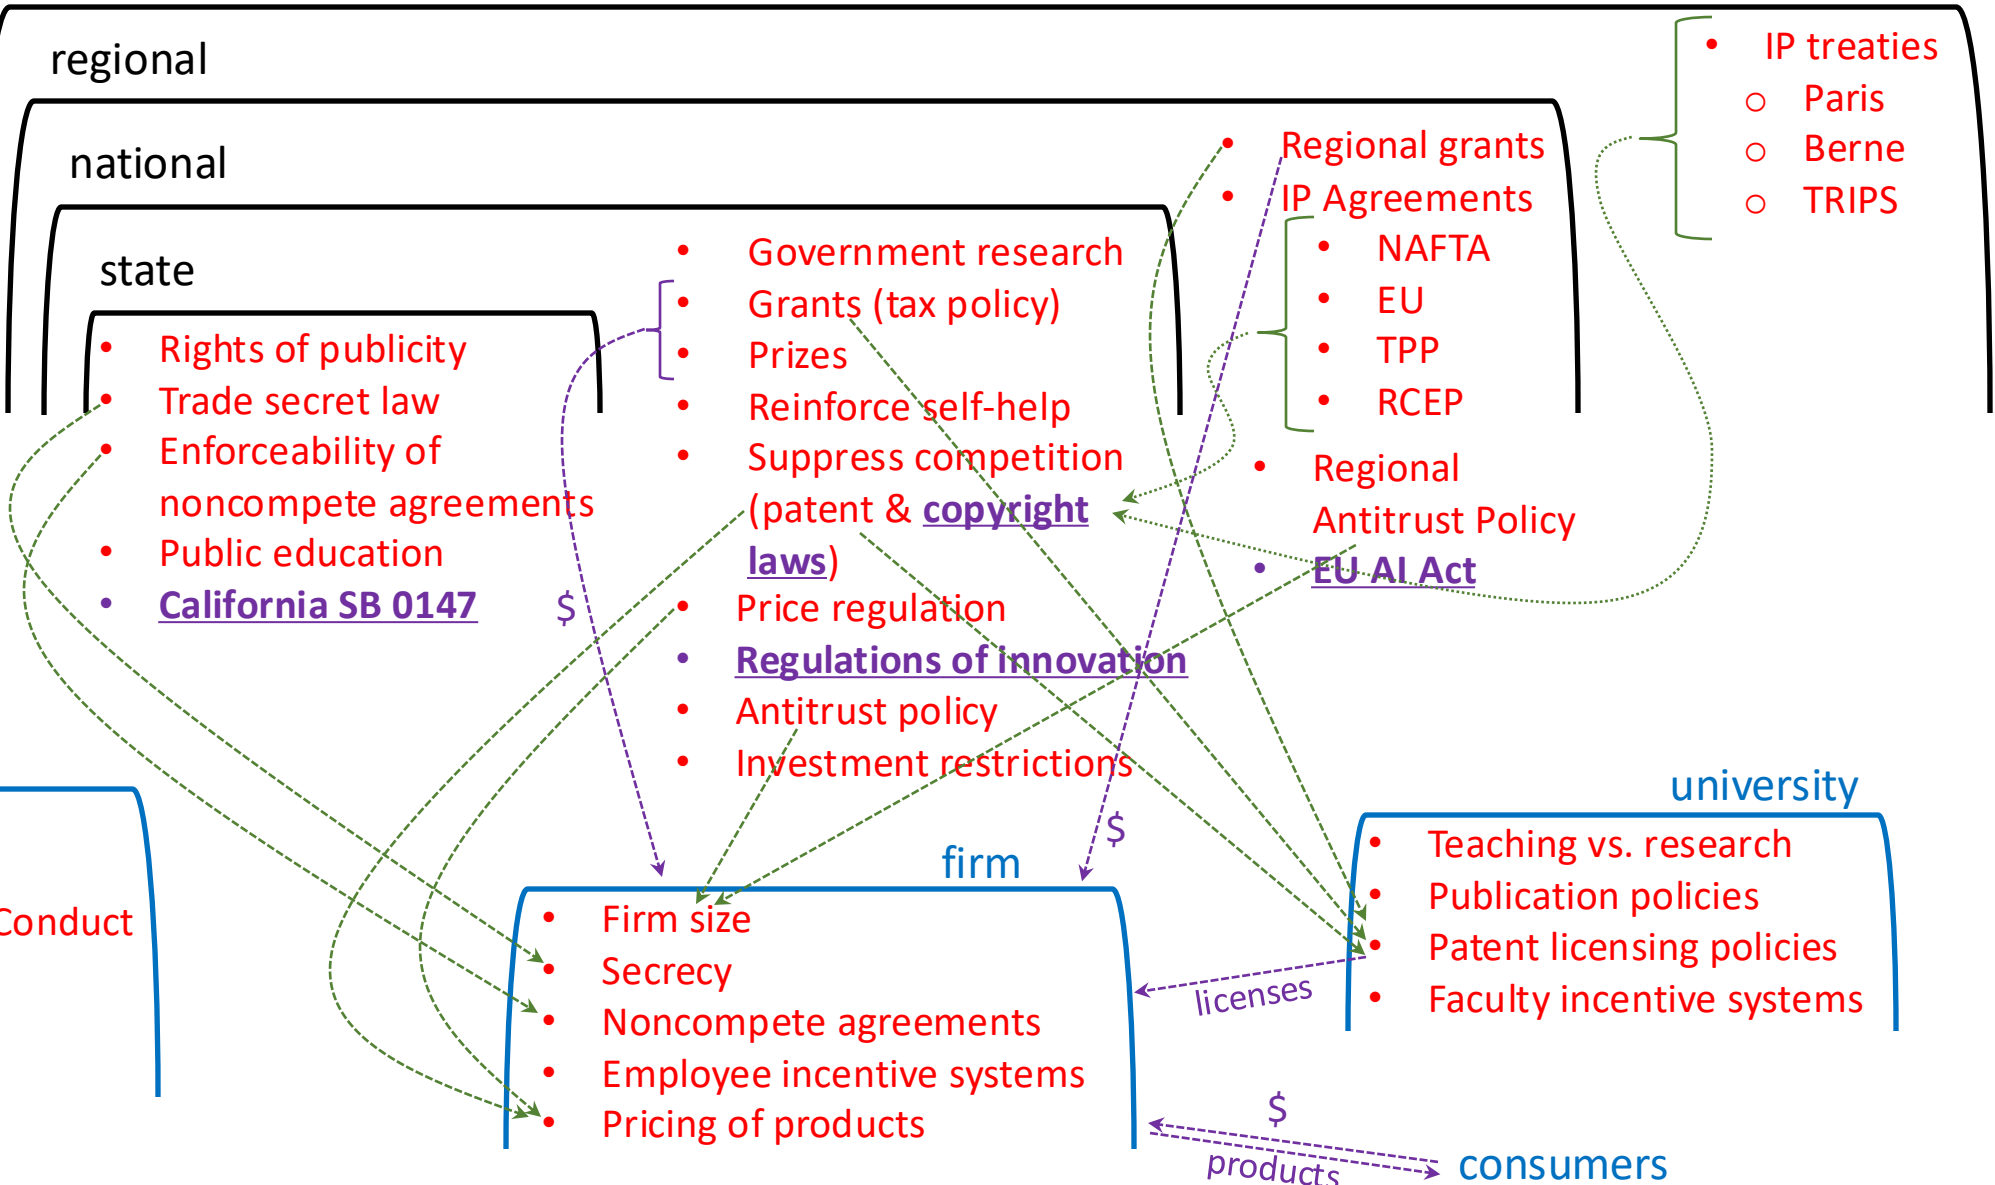 regional
national
state
• Rights of publicity
• Trade secret law
• Enforceability of
noncompete agreements
• Public education
• California SB 0147
• Government research
• Grants (tax policy)
• Prizes
• Reinforce self-help
• Suppress competition
(patent & copyright
laws)
• Price regulation
• Regulations of innovation
• Antitrust policy
• Investment restrictions
• Regional grants
• IP Agreements
• NAFTA
• EU
• TPP
• RCEP
• Regional
Antitrust Policy
• EU AI Act
• IP treaties
o Paris
o Berne
o TRIPS
$
$
Conduct
firm
• Firm size
• Secrecy
• Noncompete agreements
• Employee incentive systems
• Pricing of products
university
• Teaching vs. research
• Publication policies
• Patent licensing policies
• Faculty incentive systems
licenses
$
products
consumers